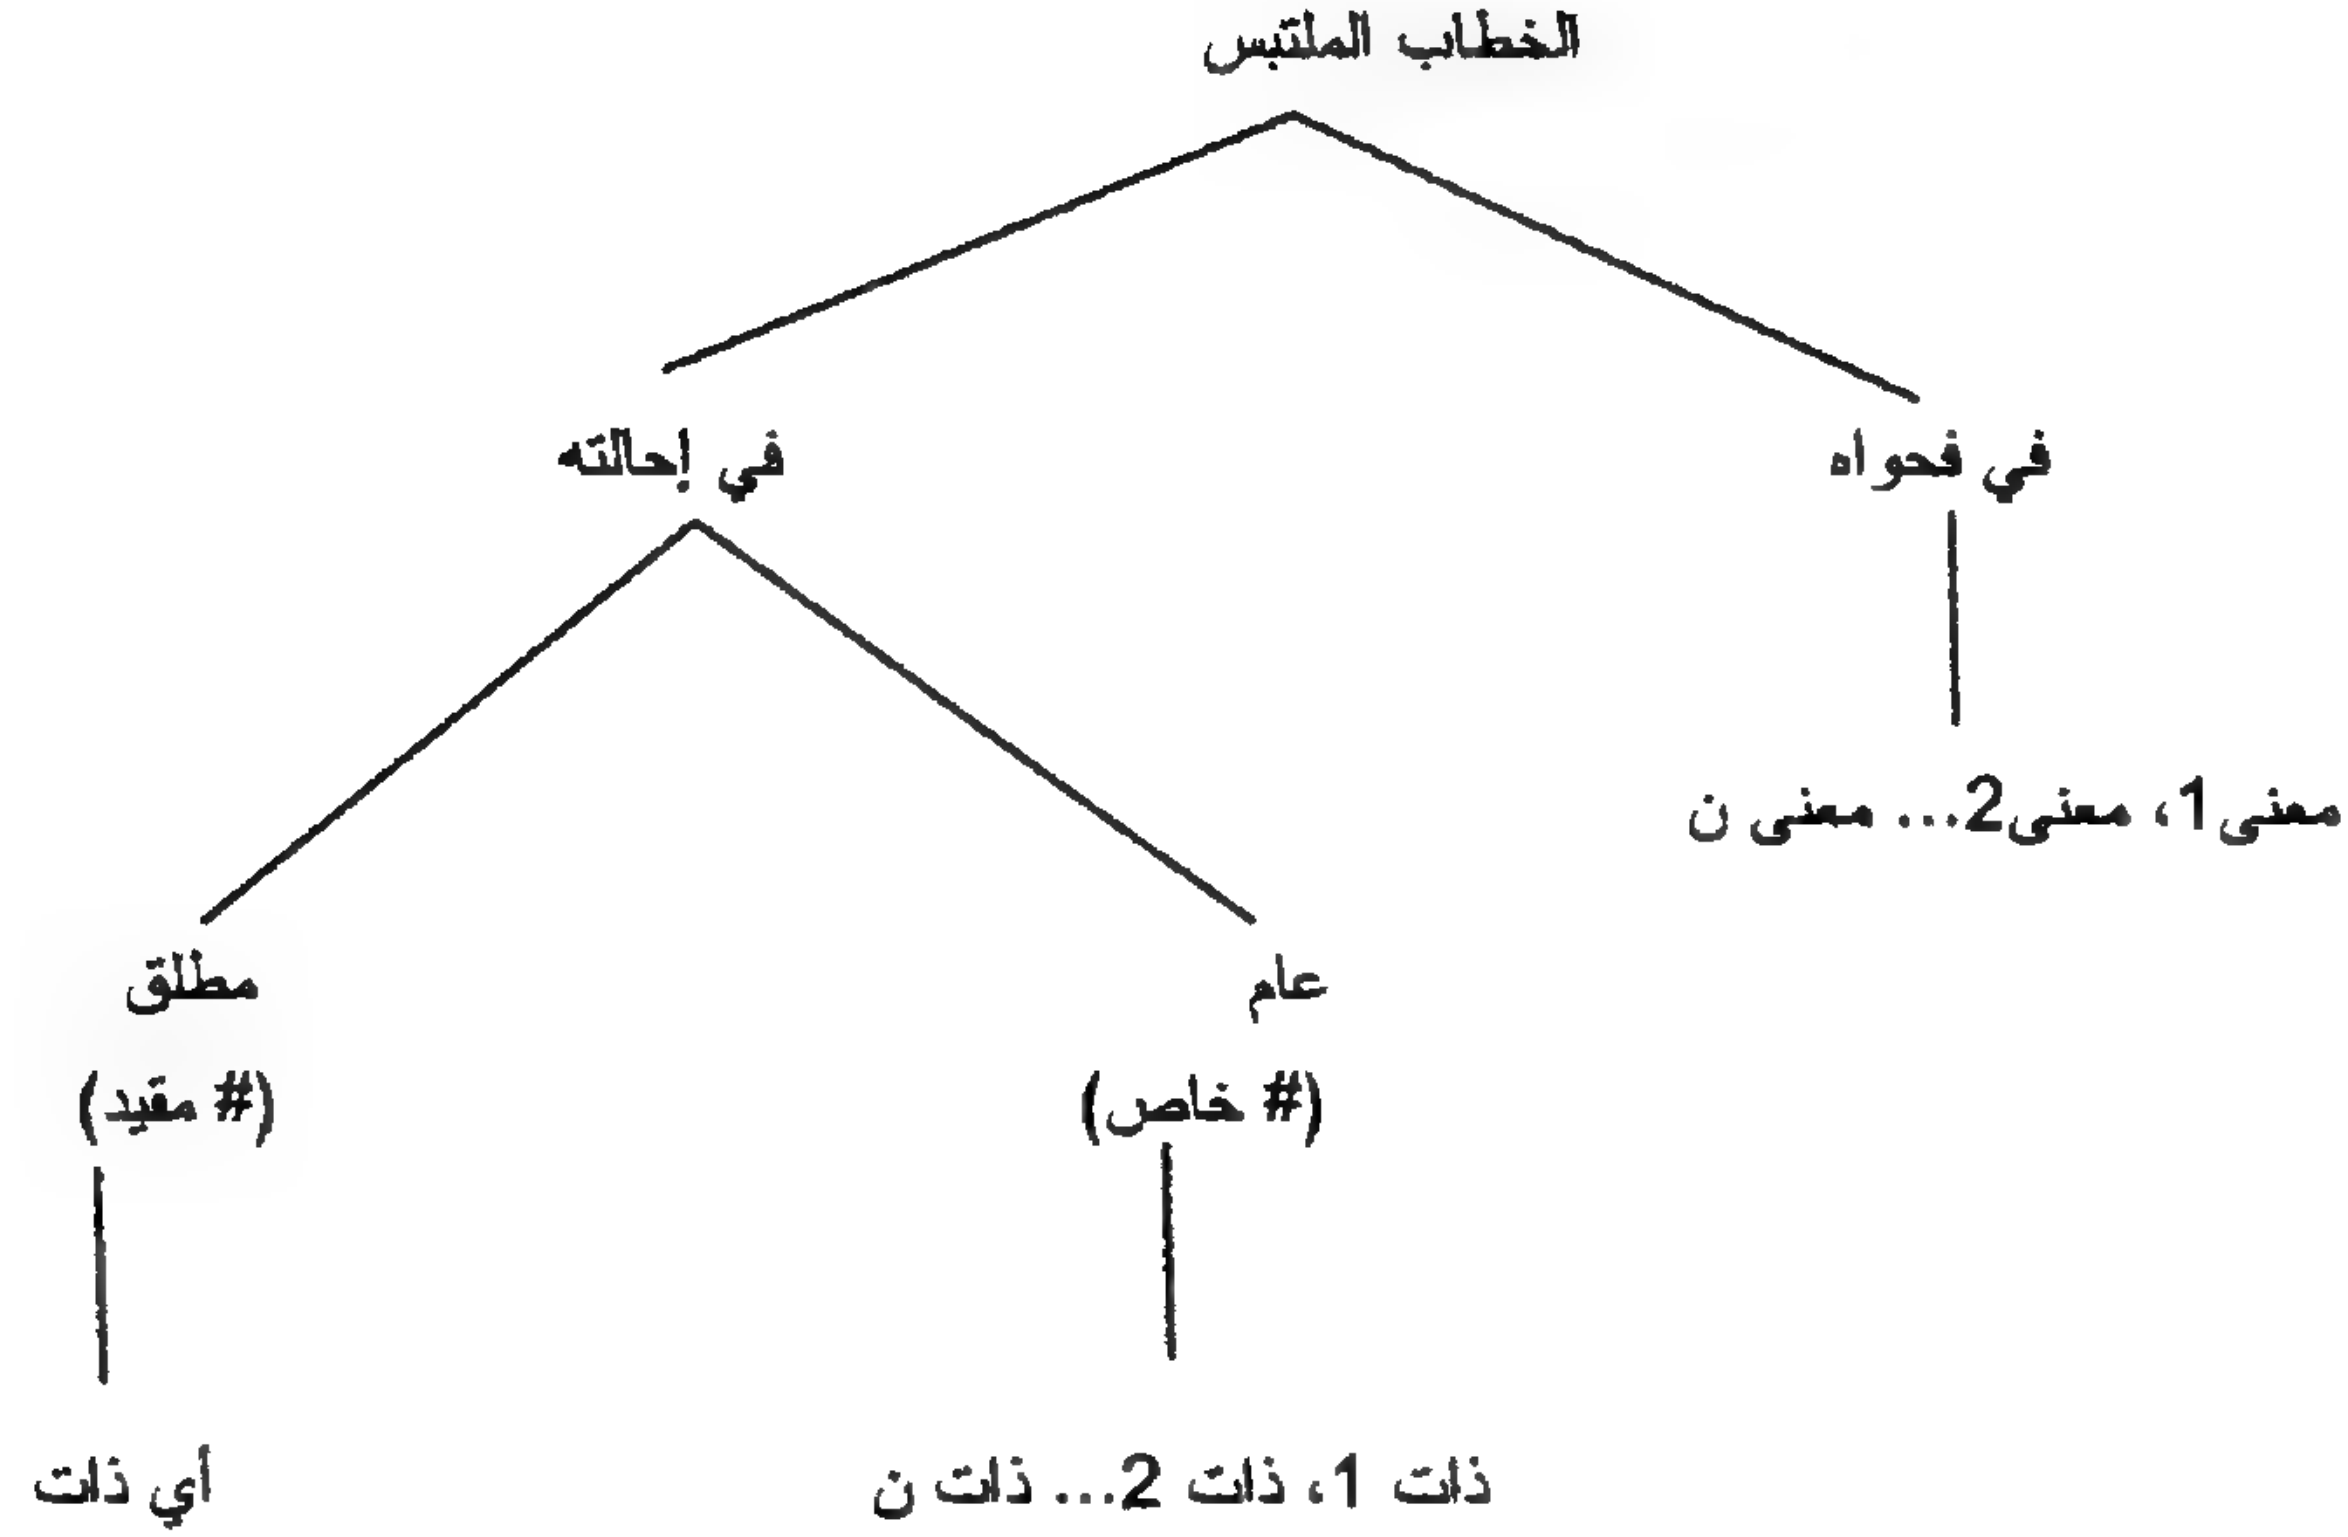 الخطاب الملتبس
في فحواه
في إحالته
معنى1، معنى2... معنى ن
عام
مطلق
(# خاص)
(# مقيد)
ذات 1، ذات 2... ذات ن
أي ذات